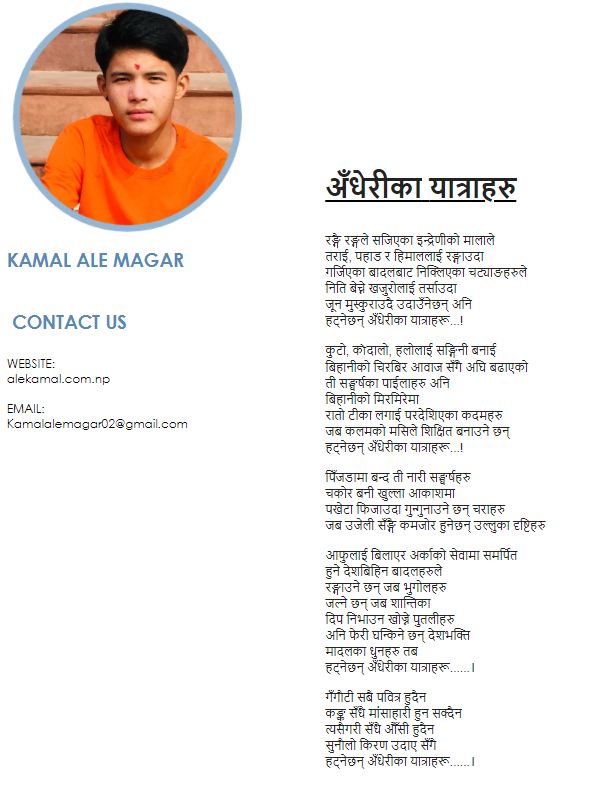 KAMAL ALE MAGAR
CONTACT US
WEBSITE:
alekamal.com.np
EMAIL:
Kamalalemagar02@gmail.com
अँधेरीका यात्राहरु
रङ्गै रङ्गले सजिएका इन्द्रेणीको मालाले
तराई, पहाड र हिमाललाई रङ्गाउदा
गर्जिएका बादलबाट निक्लिएका चट्याङहरुले
निति बेच्ने खजुरोलाई तर्साउदा
जून मुस्कुराउदै उदाउँनेछन् अनि
हट्नेछन् अँधेरीका यात्राहरू...!
कुटो, कोदालो, हलोलाई सङ्गिनी बनाई
बिहानीको चिरबिर आवाज सँगै अघि बढाएको
ती सङ्घर्षका पाईलाहरु अनि
बिहानीको मिरमिरेमा
रातो टीका लगाई परदेशिएका कदमहरु
जब कलमको मसिले शिक्षित बनाउने छन्
हट्नेछन् अँधेरीका यात्राहरू...!
पिँजडामा बन्द ती नारी सङ्घर्षहरु
चकोर बनी खुल्ला आकाशमा
पखेटा फिजाउदा गुन्गुनाउने छन् चराहरु
जब उजेली सँङ्गै कमजोर हुनेछन् उल्लुका दृष्टिहरु
आफुलाई बिलाएर अर्काको सेवामा समर्पित
हुने देशबिहिन बादलहरुले
रङ्गाउने छन् जब भुगोलहरु
जल्ने छन् जब शान्तिका
दिप निभाउन खोज्ने पुतलीहरु
अनि फेरी घन्किने छन् देशभक्ति
मादलका धुनहरु तब
हट्नेछन् अँधेरीका यात्राहरू......।
गँगौटी सबै पवित्र हुदैन
कङ्क सँधै मांसाहारी हुन सक्दैन
त्यसैगरी सँधै औँसी हुदैन
सुनौलो किरण उदाए सँगै
हट्नेछन् अँधेरीका यात्राहरू......।